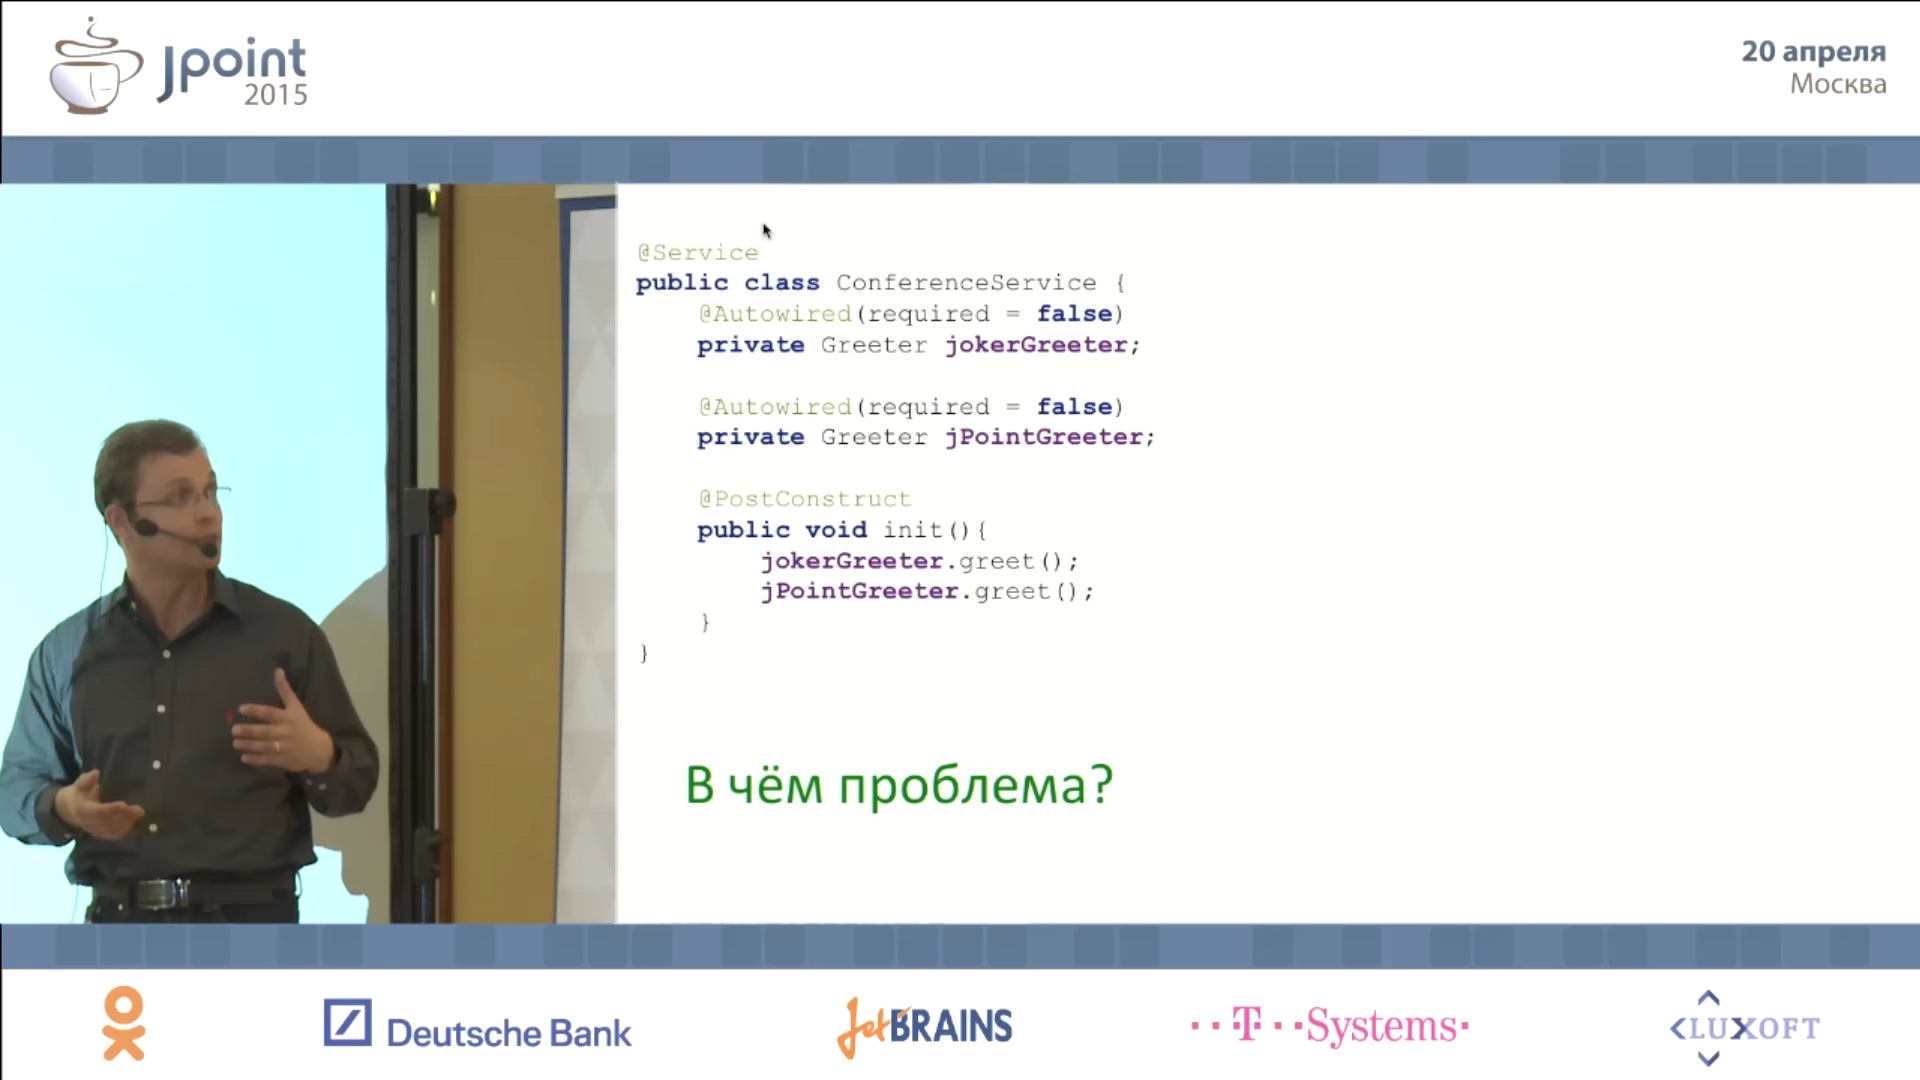 Jpoint
2015
20 апреля
Москва
@Service
public class ConferenceService {
@Autowired(required = false)
private Greeter jokerGreeter;
@Autowired(required = false)
private Greeter jPointGreeter;
@PostConstruct
public void init(){
jokerGreeter.greet();
jPointGreeter.greet();
}
}
В чём проблема?
Deutsche Bank
JetBRAINS
··T··Systems·
LUXOFT